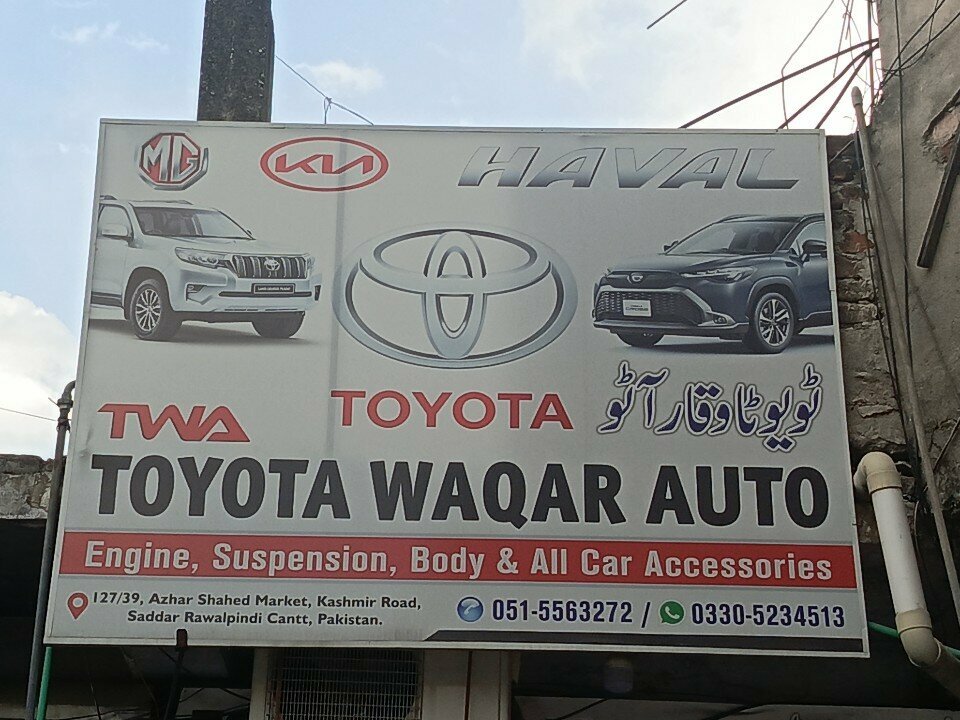 MG KIA HAVAL
TOYOTA
ٹویوٹا وقار آٹو
TWA
TOYOTA WAQAR AUTO
Engine, Suspension, Body & All Car Accessories
127/39, Azhar Shahed Market, Kashmir Road,
Saddar Rawalpindi Cantt, Pakistan.
051-5563272 / 0330-5234513